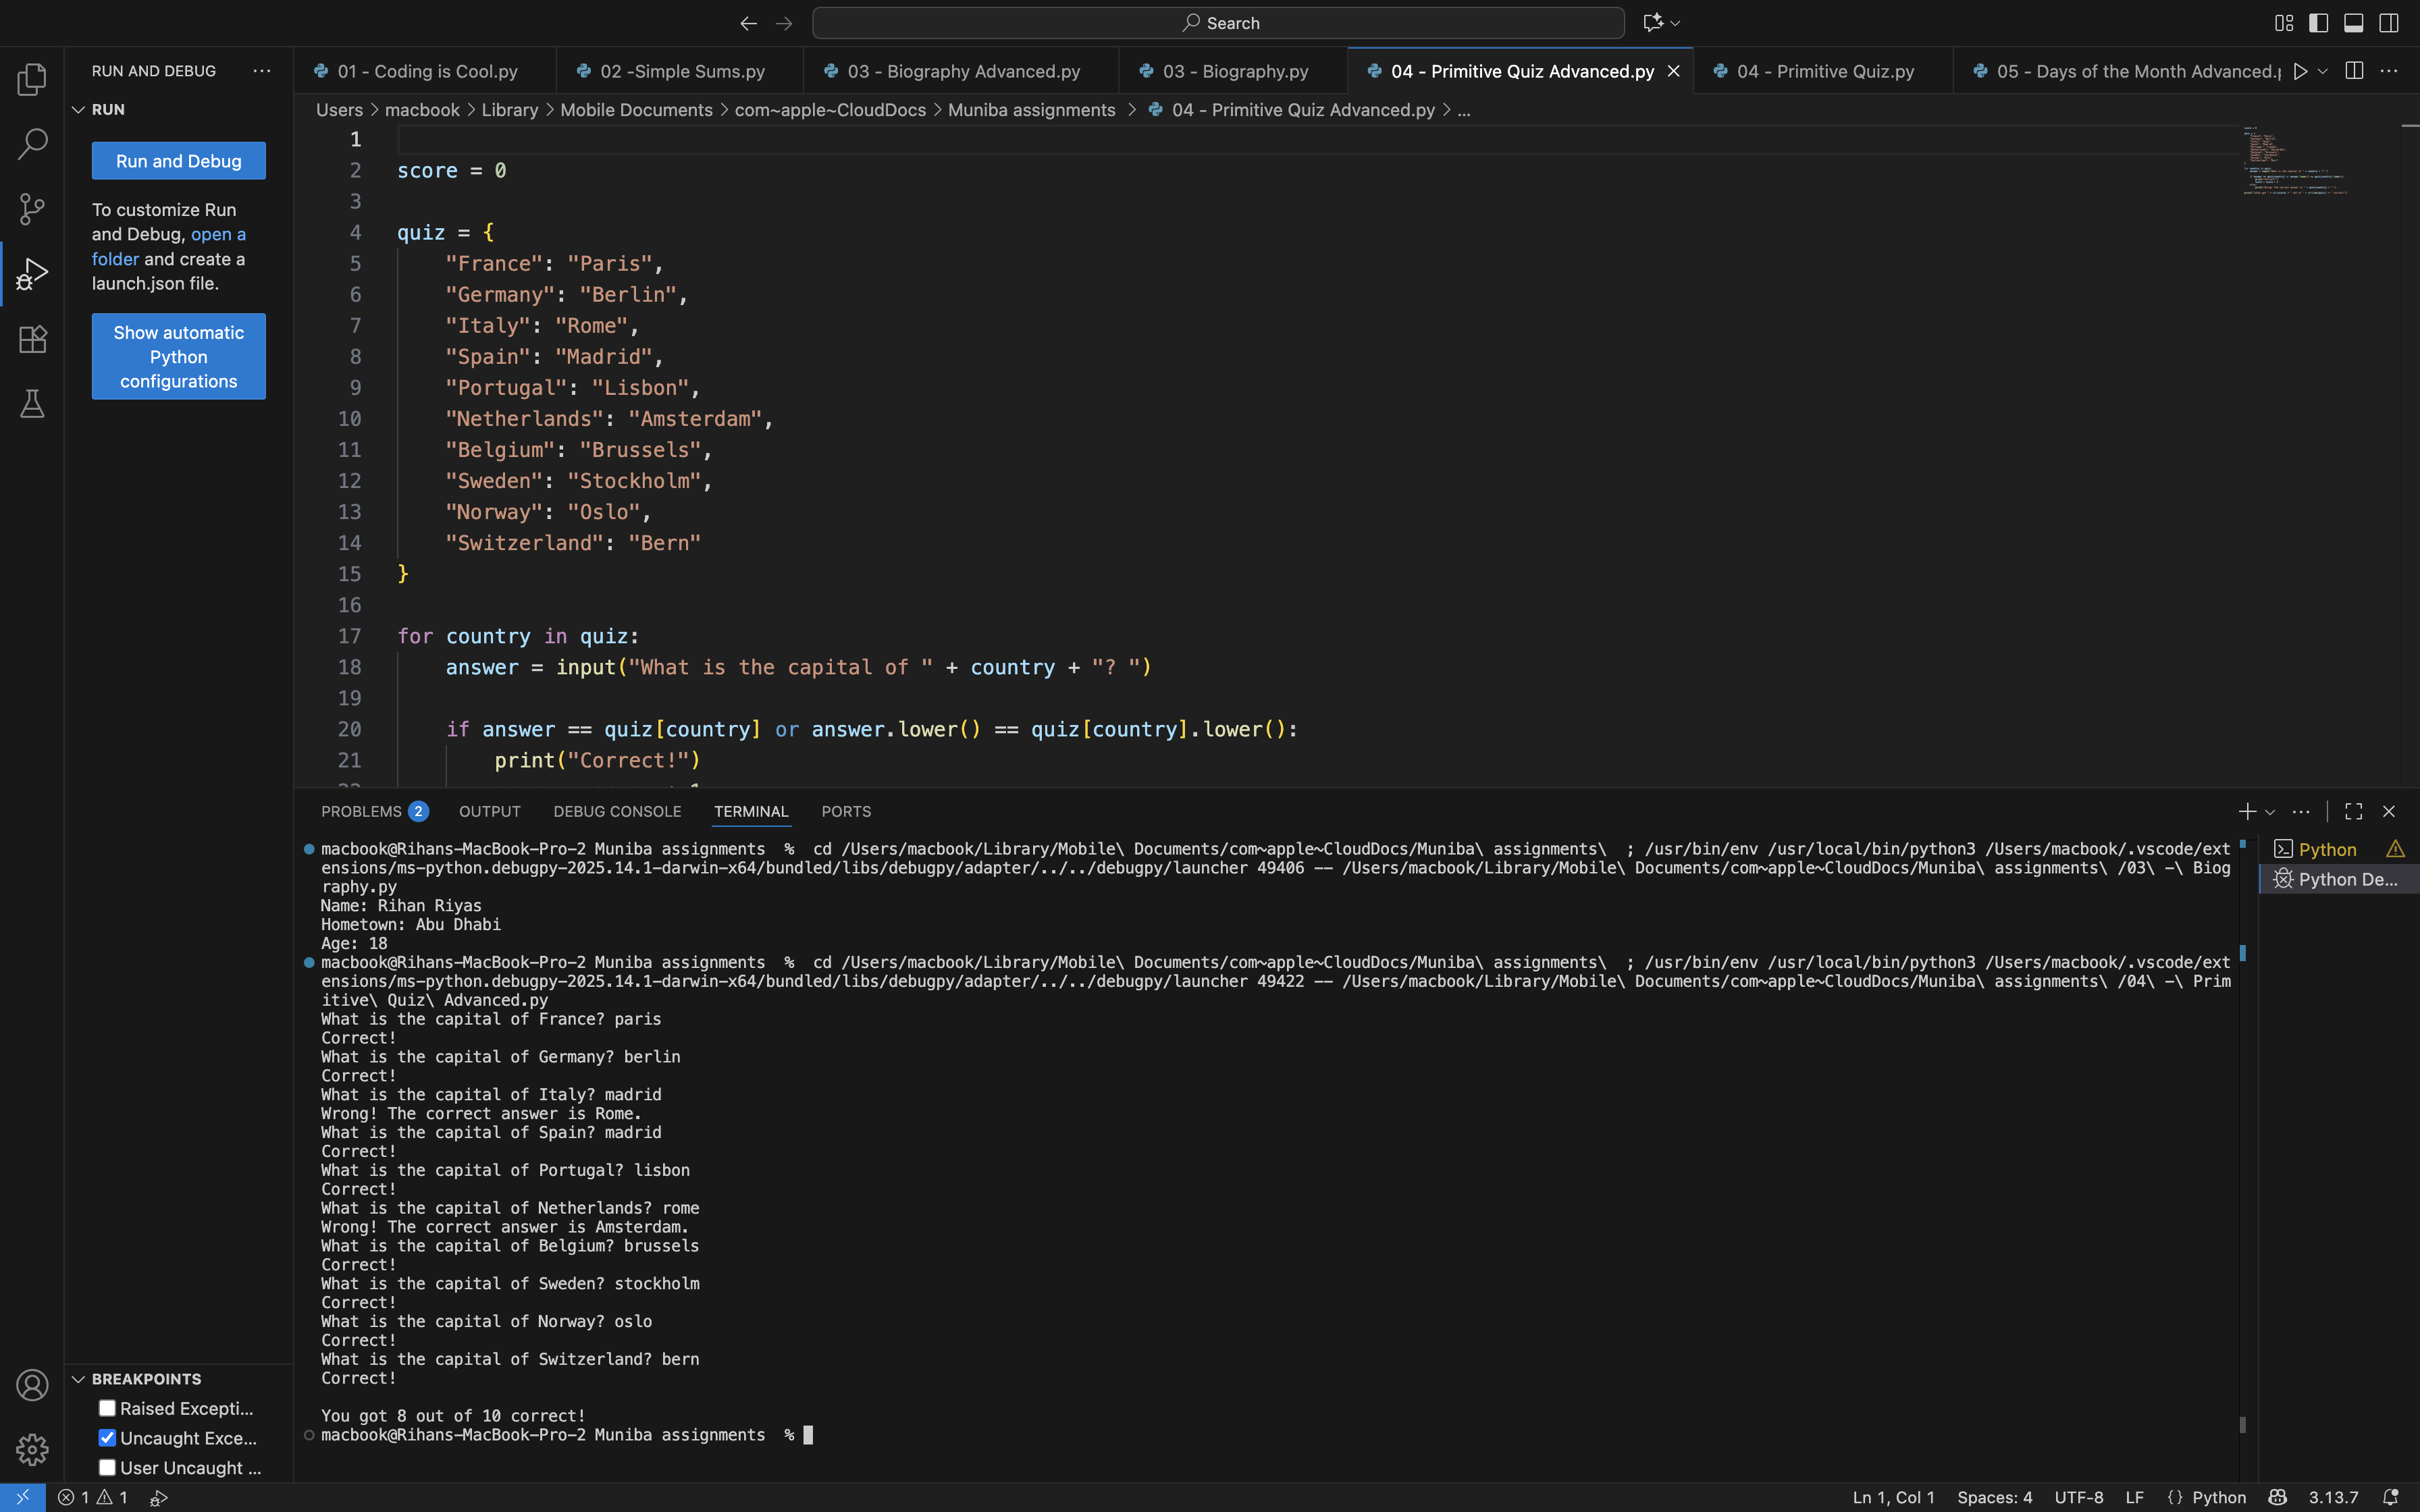 Search
RUN AND DEBUG
RUN
Run and Debug
To customize Run
and Debug, open a
folder and create a
launch.json file.
Show automatic
Python
configurations
01 - Coding is Cool.py
02 -Simple Sums.py
03 - Biography Advanced.py
03 - Biography.py
04 - Primitive Quiz Advanced.py
04 - Primitive Quiz.py
05 - Days of the Month Advanced.
Users > macbook > Library > Mobile Documents > com~apple~CloudDocs > Muniba assignments > 04 - Primitive Quiz Advanced.py > ...
1
2 score = 0
3
4 quiz = {
5 "France": "Paris",
6 "Germany": "Berlin",
7 "Italy": "Rome",
8 "Spain": "Madrid",
9 "Portugal": "Lisbon",
10 "Netherlands": "Amsterdam",
11 "Belgium": "Brussels",
12 "Sweden": "Stockholm",
13 "Norway": "Oslo",
14 "Switzerland": "Bern"
15 }
16
17 for country in quiz:
18 answer = input("What is the capital of " + country + "? ")
19
20 if answer == quiz[country] or answer.lower() == quiz[country].lower():
21 print("Correct!")
PROBLEMS 2 OUTPUT DEBUG CONSOLE TERMINAL PORTS
macbook@Rihans-MacBook-Pro-2 Muniba assignments % cd /Users/macbook/Library/Mobile\ Documents/com~apple~CloudDocs/Muniba\ assignments\ ; /usr/bin/env /usr/local/bin/python3 /Users/macbook/.vscode/ext
ensions/ms-python.debugpy-2025.14.1-darwin-x64/bundled/libs/debugpy/adapter/../../debugpy/launcher 49406 -- /Users/macbook/Library/Mobile\ Documents/com~apple~CloudDocs/Muniba\ assignments\ /03\ -\ Biog
raphy.py
Name: Rihan Riyas
Hometown: Abu Dhabi
Age: 18
macbook@Rihans-MacBook-Pro-2 Muniba assignments % cd /Users/macbook/Library/Mobile\ Documents/com~apple~CloudDocs/Muniba\ assignments\ ; /usr/bin/env /usr/local/bin/python3 /Users/macbook/.vscode/ext
ensions/ms-python.debugpy-2025.14.1-darwin-x64/bundled/libs/debugpy/adapter/../../debugpy/launcher 49422 -- /Users/macbook/Library/Mobile\ Documents/com~apple~CloudDocs/Muniba\ assignments\ /04\ -\ Prim
itive\ Quiz\ Advanced.py
What is the capital of France? paris
Correct!
What is the capital of Germany? berlin
Correct!
What is the capital of Italy? madrid
Wrong! The correct answer is Rome.
What is the capital of Spain? madrid
Correct!
What is the capital of Portugal? lisbon
Correct!
What is the capital of Netherlands? rome
Wrong! The correct answer is Amsterdam.
What is the capital of Belgium? brussels
Correct!
What is the capital of Sweden? stockholm
Correct!
What is the capital of Norway? oslo
Correct!
What is the capital of Switzerland? bern
Correct!
You got 8 out of 10 correct!
macbook@Rihans-MacBook-Pro-2 Muniba assignments %
Python
Python De...
BREAKPOINTS
Raised Excepti...
Uncaught Exce...
User Uncaught ...
1 1
Ln 1, Col 1 Spaces: 4 UTF-8 LF {} Python 3.13.7